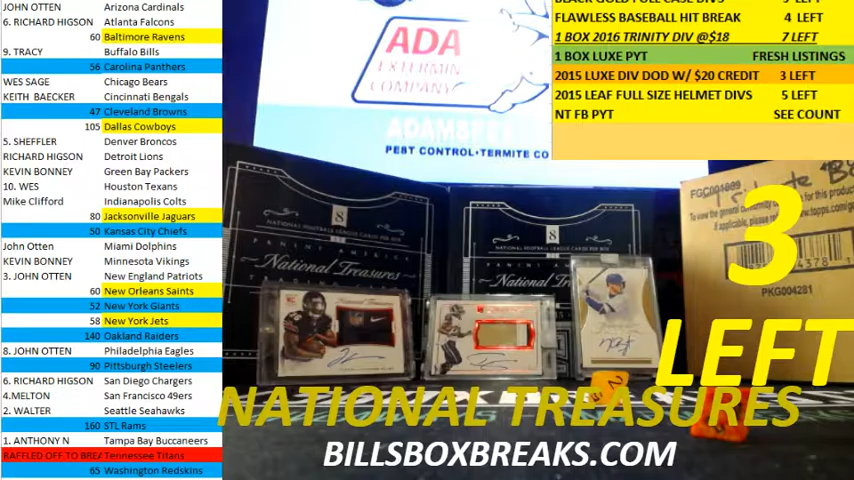 JOHN OTTEN Arizona Cardinals
6. RICHARD HIGSON Atlanta Falcons
60 Baltimore Ravens
9. TRACY Buffalo Bills
56 Carolina Panthers
WES SAGE Chicago Bears
KEITH BAECKER Cincinnati Bengals
47 Cleveland Browns
105 Dallas Cowboys
5. SHEFFLER Denver Broncos
RICHARD HIGSON Detroit Lions
KEVIN BONNEY Green Bay Packers
10. WES Houston Texans
Mike Clifford Indianapolis Colts
80 Jacksonville Jaguars
50 Kansas City Chiefs
John Otten Miami Dolphins
KEVIN BONNEY Minnesota Vikings
3. JOHN OTTEN New England Patriots
60 New Orleans Saints
52 New York Giants
58 New York Jets
140 Oakland Raiders
8. JOHN OTTEN Philadelphia Eagles
90 Pittsburgh Steelers
6. RICHARD HIGSON San Diego Chargers
4.MELTON San Francisco 49ers
2. WALTER Seattle Seahawks
160 STL Rams
1. ANTHONY N Tampa Bay Buccaneers
RAFFLED OFF TO BREA Tennessee Titans
65 Washington Redskins
FLAWLESS BASEBALL HIT BREAK 4 LEFT
1 BOX 2016 TRINITY DIV @$18 7 LEFT
1 BOX LUXE PYT FRESH LISTINGS
2015 LUXE DIV DOD W/ $20 CREDIT 3 LEFT
2015 LEAF FULL SIZE HELMET DIVS 5 LEFT
NT FB PYT SEE COUNT
ADA
EXTERMIN
COMPANY
PEST CONTROL·TERMITE CO
8
National Treasures
8
National Trea
PKG004281
3
LEFT
NATIONAL TREASURES
BILLSBOXBREAKS.COM